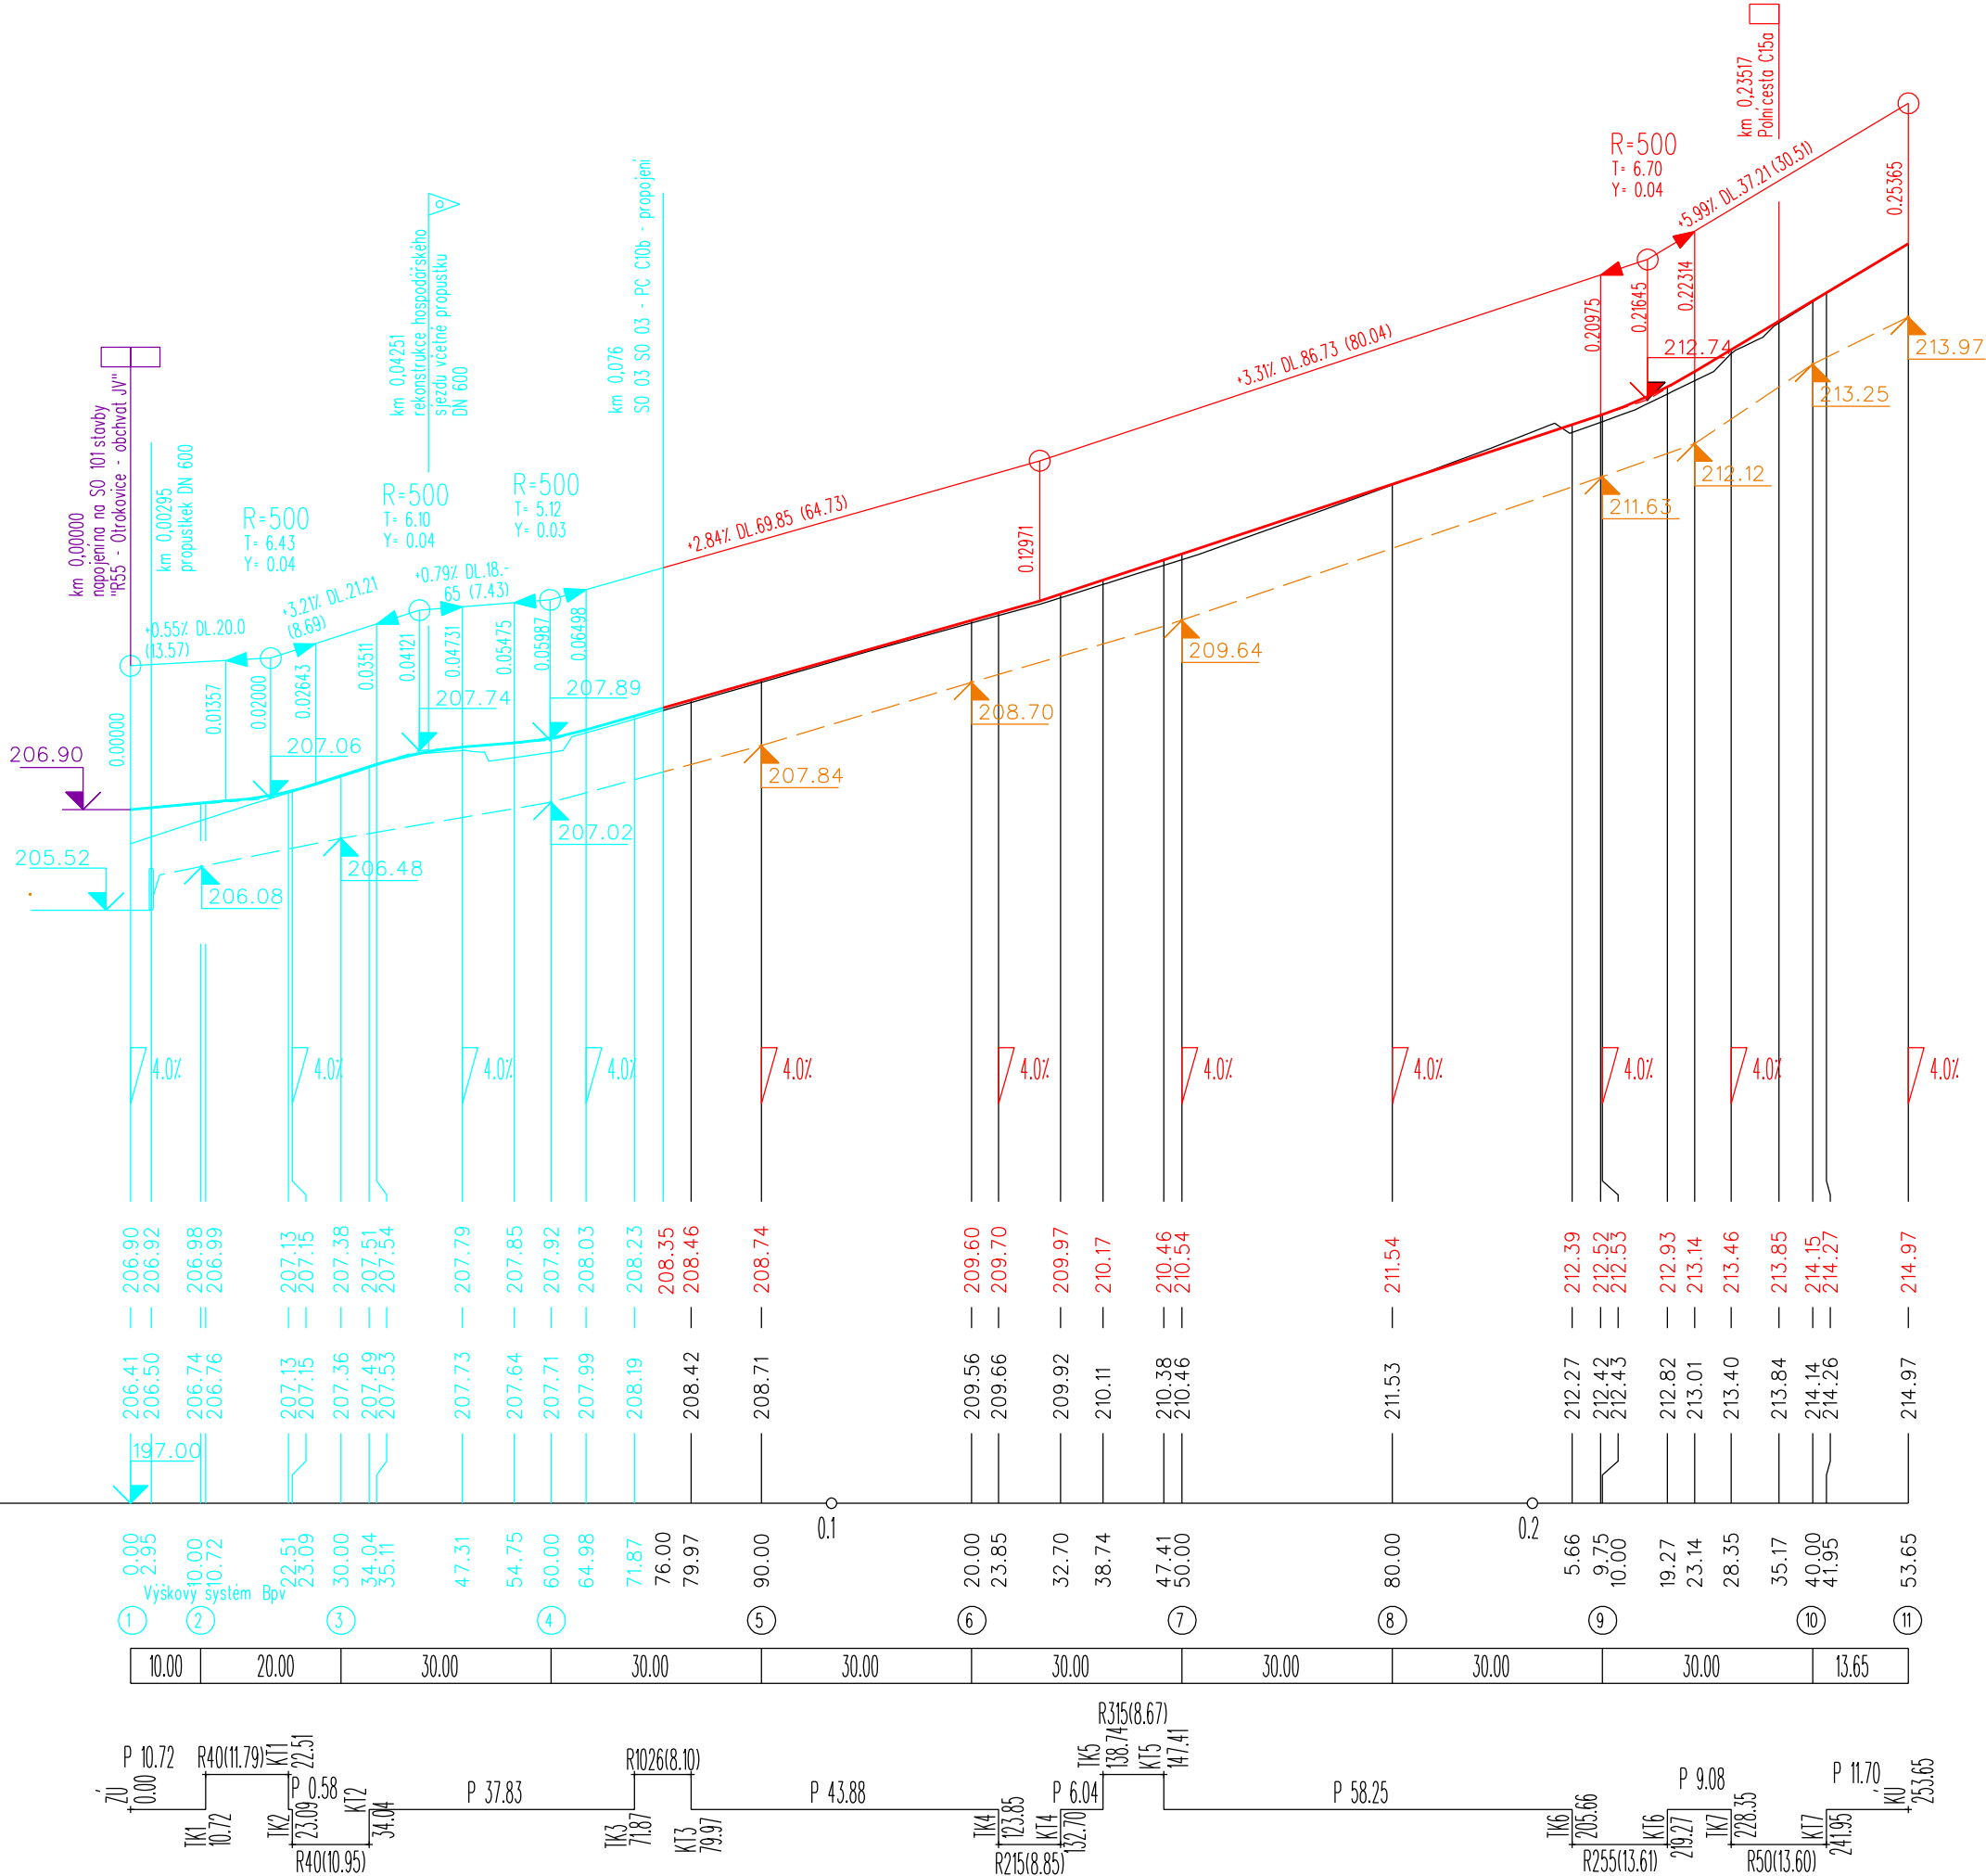 km 0,23517
Polní cesta C15a
R=500
T= 6.70
Y= 0.04
+5.99% DL.37.21 (30.51)
0.25365
km 0,04251
rekonstrukce hospodářského
sjezdu včetně propustku
DN 600
km 0,076
SO 03 SO 03 - PC C10b - propojení
0.20975
0.21645
0.22314
212.74
213.97
213.25
+3.31% DL.86.73 (80.04)
km 0,00000
napojení na SO 101 stavby
"R55 - Otrokovice - obchvat JV"
km 0,00295
propustkek DN 600
R=500
T= 6.43
Y= 0.04
R=500
T= 6.10
Y= 0.04
R=500
T= 5.12
Y= 0.03
+2.84% DL.69.85 (64.73)
0.12971
212.12
211.63
+0.55% DL.20.0
(13.57)
+3.21% DL.21.21
(8.69)
+0.79% DL.18.-
65 (7.43)
0.00000
0.01357
0.02000
0.02643
0.03511
0.04121
0.04731
0.05475
0.05987
0.06498
209.64
207.89
207.74
208.70
206.90
207.06
207.84
207.02
205.52
206.48
206.08
4.0% 4.0% 4.0% 4.0% 4.0% 4.0% 4.0% 4.0% 4.0% 4.0% 4.0%
206.90 206.92 206.98 206.99 207.13 207.15 207.38 207.51 207.54 207.79 207.85 207.92 208.03 208.23 208.35 208.46 208.74 209.60 209.70 209.97 210.17 210.46 210.54 211.54 212.39 212.52 212.53 212.93 213.14 213.46 213.85 214.15 214.27 214.97
206.41 206.50 206.74 206.76 207.13 207.15 207.36 207.49 207.53 207.73 207.64 207.71 207.99 208.19 208.42 208.71 209.56 209.66 209.92 210.11 210.38 210.46 211.53 212.27 212.42 212.43 212.82 213.01 213.40 213.84 214.14 214.26 214.97
197.00
0.1
0.2
0.00 2.95 10.00 10.72 22.51 23.09 30.00 34.04 35.11 47.31 54.75 60.00 64.98 71.87 76.00 79.97 90.00 20.00 23.85 32.70 38.74 47.41 50.00 80.00 5.66 9.75 10.00 19.27 23.14 28.35 35.17 40.00 41.95 53.65
Výškový systém Bpv
1 2 3 4 5 6 7 8 9 10 11
10.00 20.00 30.00 30.00 30.00 30.00 30.00 30.00 30.00 13.65
ZÚ
0.00
P 10.72
TK1
10.72
R40(11.79)
KT1
22.51
P 0.58
TK2
23.09
R40(10.95)
KT2
34.04
P 37.83
TK3
71.87
R1026(8.10)
KT3
79.97
P 43.88
TK4
123.85
R215(8.85)
KT4
132.70
P 6.04
TK5
138.74
R315(8.67)
KT5
147.41
P 58.25
TK6
205.66
R255(13.61)
KT6
219.27
P 9.08
TK7
228.35
R50(13.60)
KT7
241.95
P 11.70
KÚ
253.65